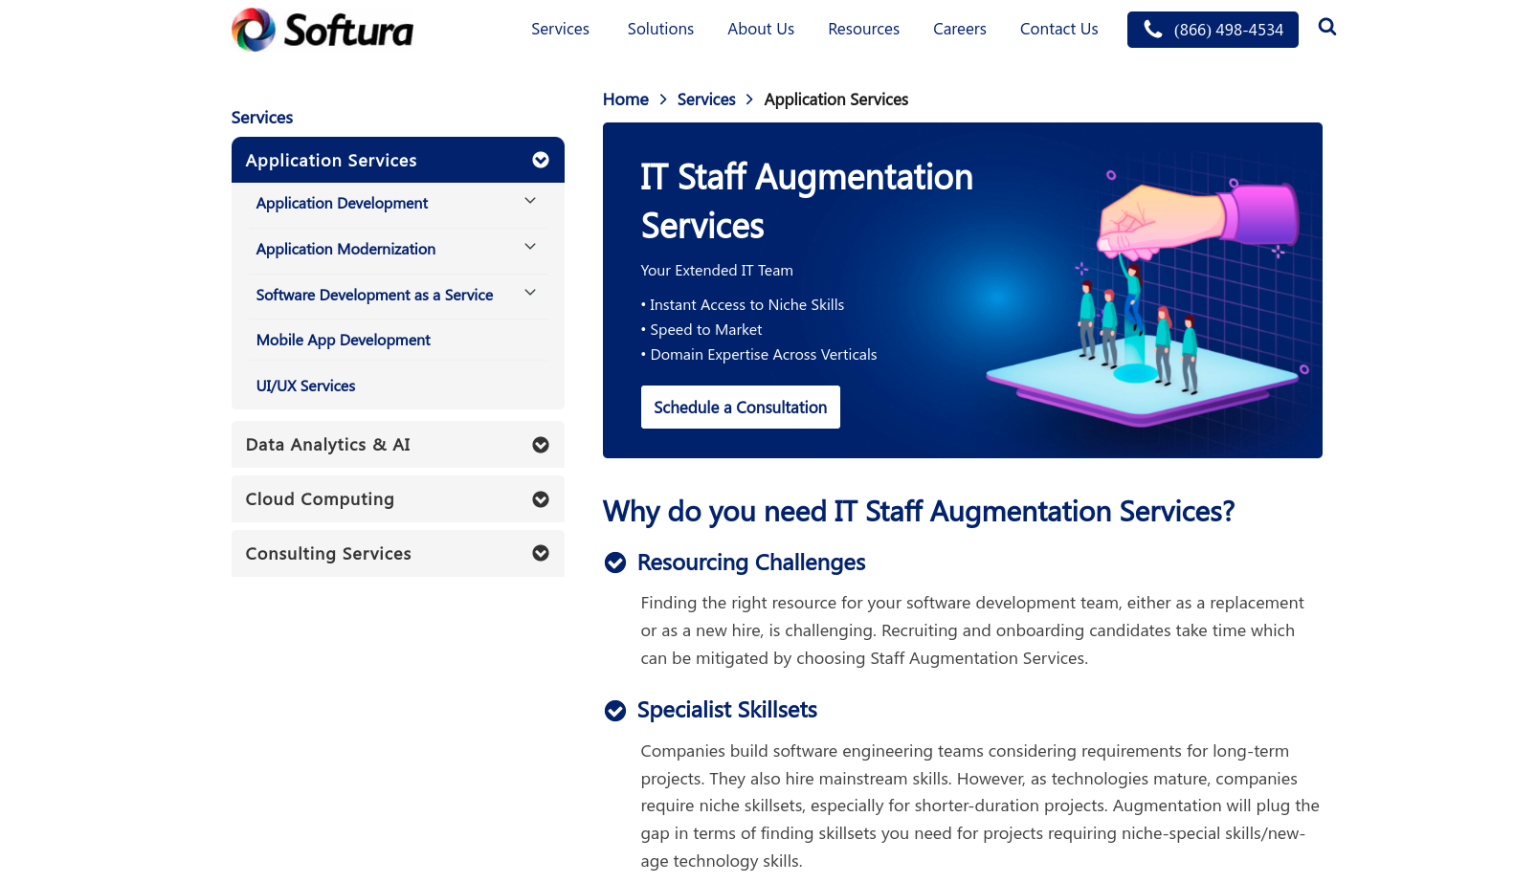 Softura
Services
Solutions
About Us
Resources
Careers
Contact Us
(866) 498-4534
Services
Application Services
Application Development
Application Modernization
Software Development as a Service
Mobile App Development
UI/UX Services
Data Analytics & AI
Cloud Computing
Consulting Services
Home > Services > Application Services
IT Staff Augmentation
Services
Your Extended IT Team
• Instant Access to Niche Skills
• Speed to Market
• Domain Expertise Across Verticals
Schedule a Consultation
Why do you need IT Staff Augmentation Services?
Resourcing Challenges
Finding the right resource for your software development team, either as a replacement
or as a new hire, is challenging. Recruiting and onboarding candidates take time which
can be mitigated by choosing Staff Augmentation Services.
Specialist Skillsets
Companies build software engineering teams considering requirements for long-term
projects. They also hire mainstream skills. However, as technologies mature, companies
require niche skillsets, especially for shorter-duration projects. Augmentation will plug the
gap in terms of finding skillsets you need for projects requiring niche-special skills/new-
age technology skills.